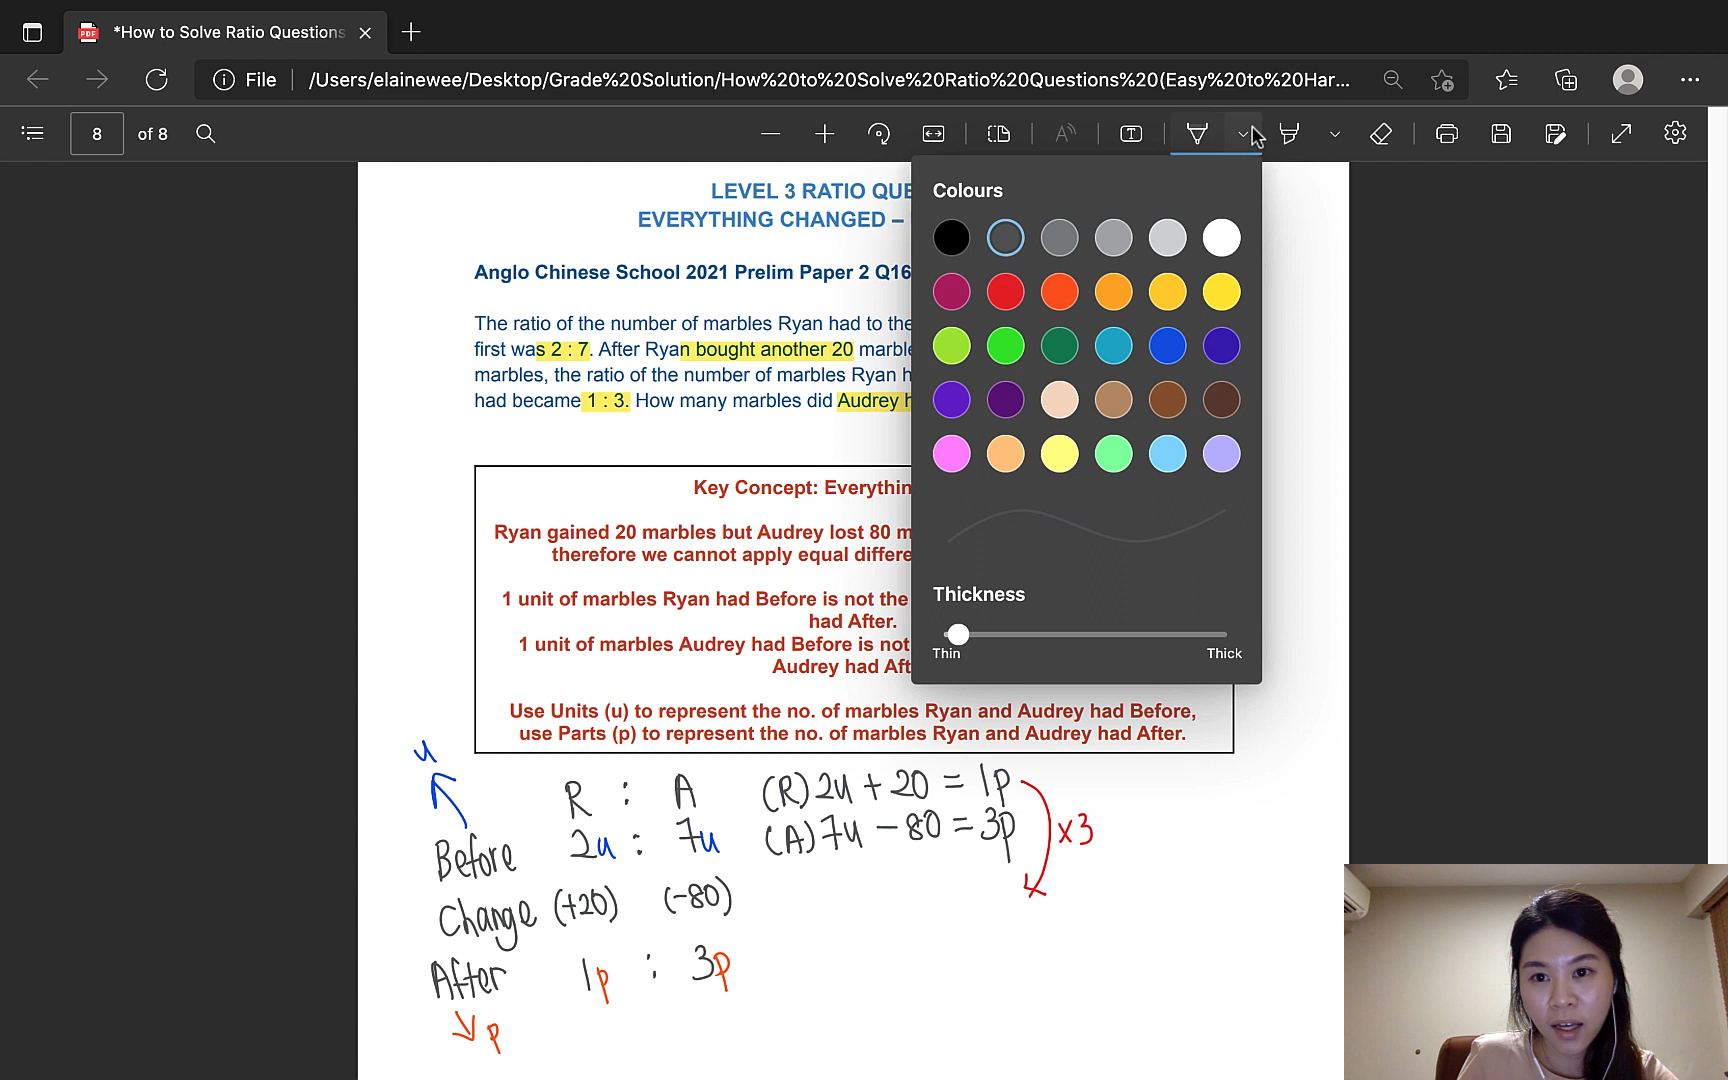 *How to Solve Ratio Questions
File /Users/elainewee/Desktop/Grade%20Solution/How%20to%20Solve%20Ratio%20Questions%20(Easy%20to%20Har...
8 of 8
LEVEL 3 RATIO QUE
EVERYTHING CHANGED –
Anglo Chinese School 2021 Prelim Paper 2 Q16
The ratio of the number of marbles Ryan had to the
first was 2 : 7. After Ryan bought another 20 marble
marbles, the ratio of the number of marbles Ryan h
had became 1 : 3. How many marbles did Audrey h
Key Concept: Everythin
Ryan gained 20 marbles but Audrey lost 80 m
therefore we cannot apply equal differe
1 unit of marbles Ryan had Before is not the
had After.
1 unit of marbles Audrey had Before is not
Audrey had Aft
Use Units (u) to represent the no. of marbles Ryan and Audrey had Before,
use Parts (p) to represent the no. of marbles Ryan and Audrey had After.
Colours
Thickness
Thin Thick
u
R : A (R) 2u + 20 = 1p
Before 2u : 7u (A) 7u - 80 = 3p x3
Change (+20) (-80)
After 1p : 3p
p